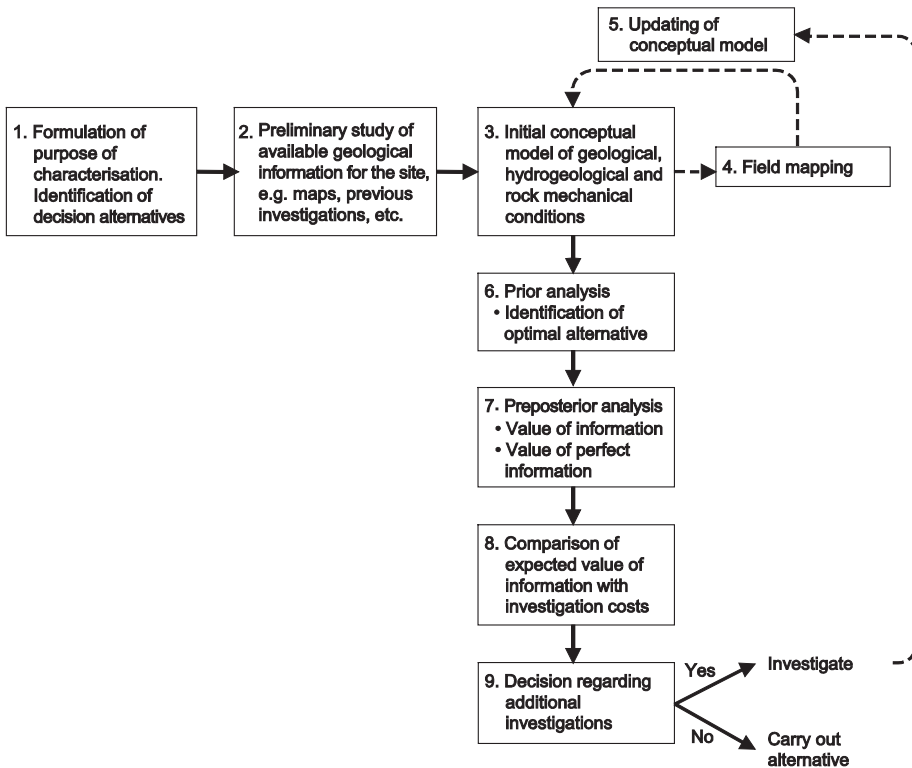 1. Formulation of
purpose of
characterisation.
Identification of
decision alternatives
2. Preliminary study of
available geological
information for the site,
e.g. maps, previous
investigations, etc.
3. Initial conceptual
model of geological,
hydrogeological and
rock mechanical
conditions
4. Field mapping
5. Updating of
conceptual model
6. Prior analysis
• Identification of
optimal alternative
7. Preposterior analysis
• Value of information
• Value of perfect
information
8. Comparison of
expected value of
information with
investigation costs
9. Decision regarding
additional
investigations
Yes
Investigate
No
Carry out
alternative